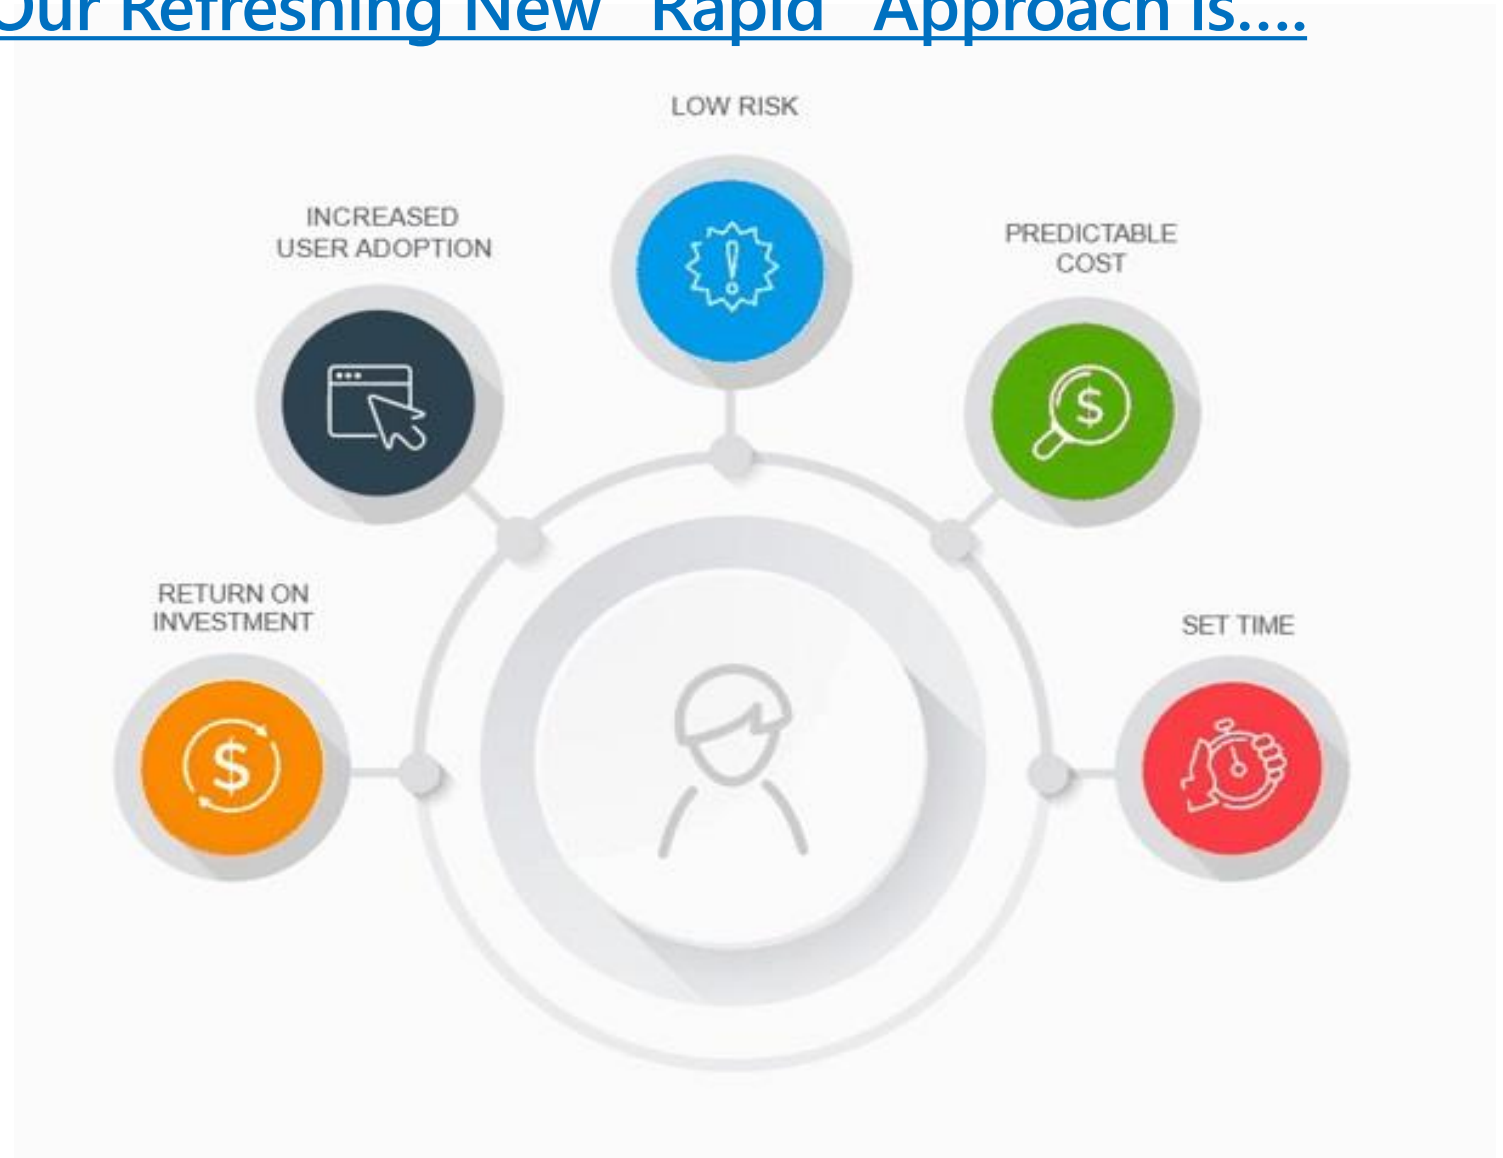 Our Refreshing New "Rapid" Approach is....
LOW RISK
INCREASED
USER ADOPTION
PREDICTABLE
COST
RETURN ON
INVESTMENT
SET TIME
$
$